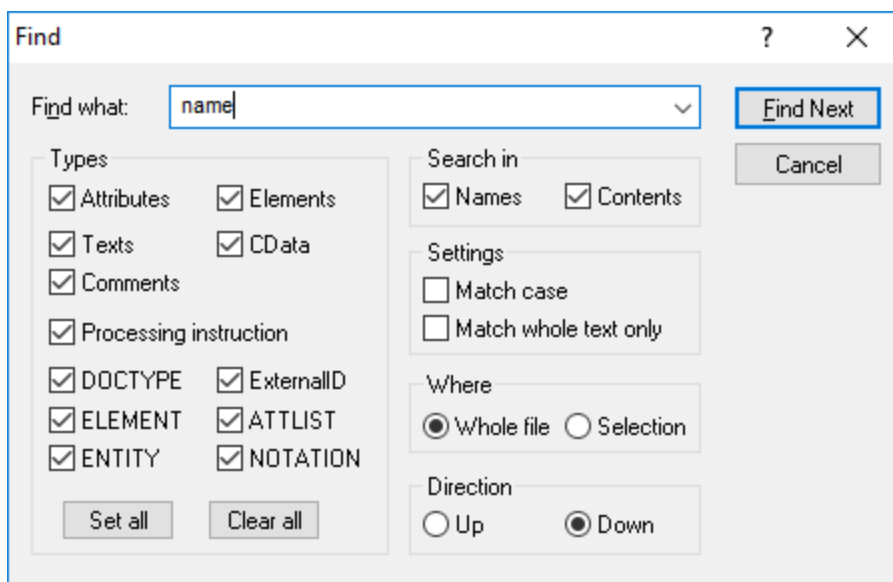 Find ?
Find what: name Find Next
Types Search in Cancel
Attributes Elements Names Contents
Texts CData Settings
Comments Match case
Processing instruction Match whole text only
DOCTYPE ExternalID Where
ELEMENT ATTLIST Whole file Selection
ENTITY NOTATION
Direction
Set all Clear all Up Down